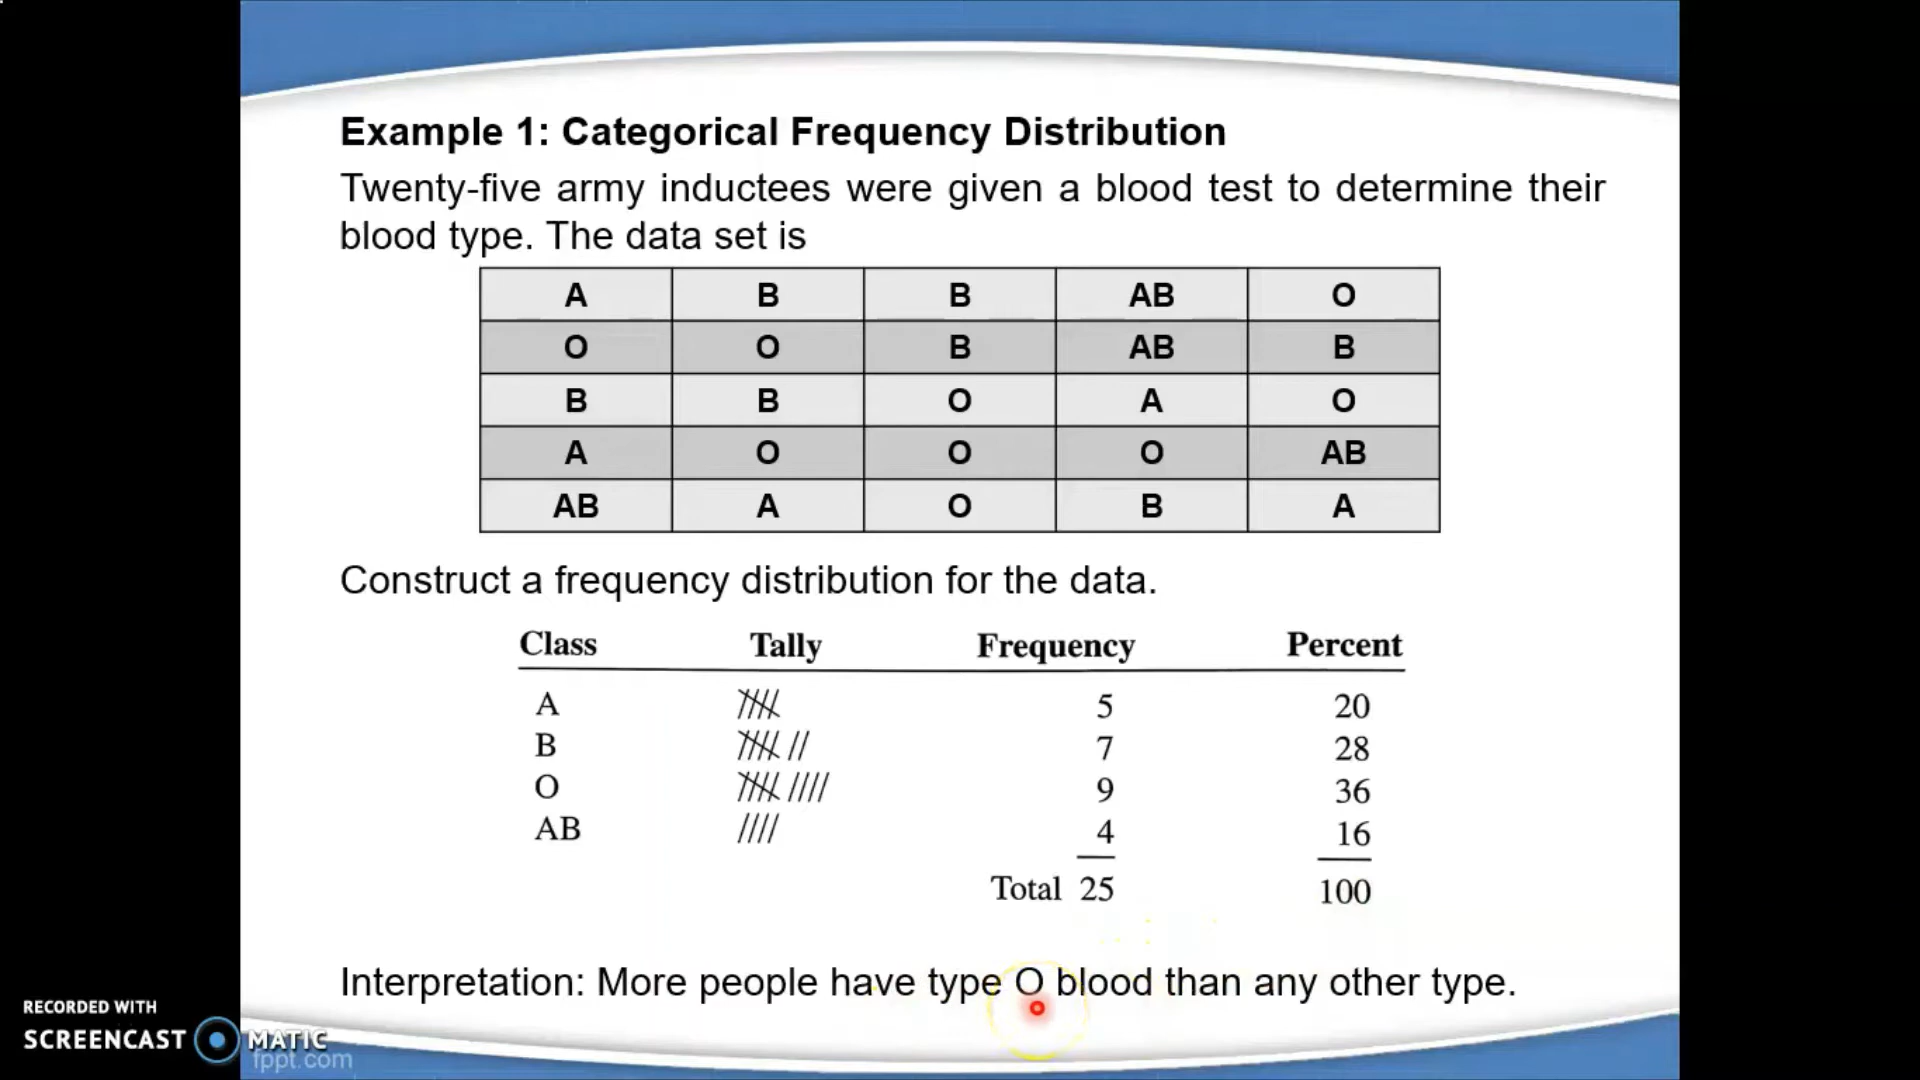 Example 1: Categorical Frequency Distribution
Twenty-five army inductees were given a blood test to determine their
blood type. The data set is
A B B AB O
O O B AB B
B B O A O
A O O O AB
AB A O B A
Construct a frequency distribution for the data.
Class Tally Frequency Percent
A 5 20
B 7 28
O 9 36
AB 4 16
Total 25 100
Interpretation: More people have type O blood than any other type.
RECORDED WITH
SCREENCAST MATIC
fppt.com